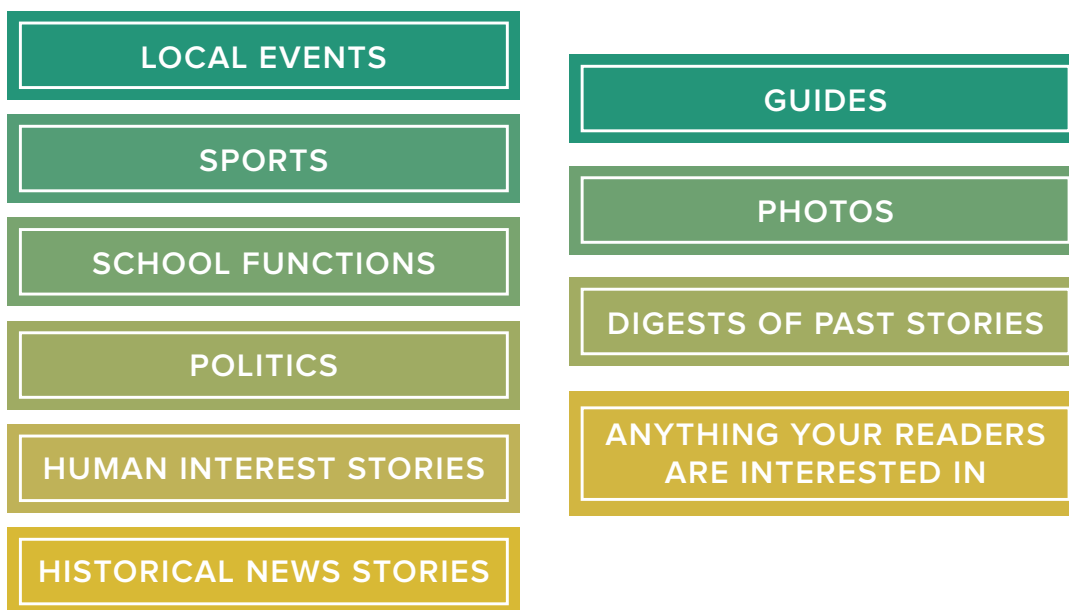 LOCAL EVENTS
SPORTS
SCHOOL FUNCTIONS
POLITICS
HUMAN INTEREST STORIES
HISTORICAL NEWS STORIES
GUIDES
PHOTOS
DIGESTS OF PAST STORIES
ANYTHING YOUR READERS
ARE INTERESTED IN